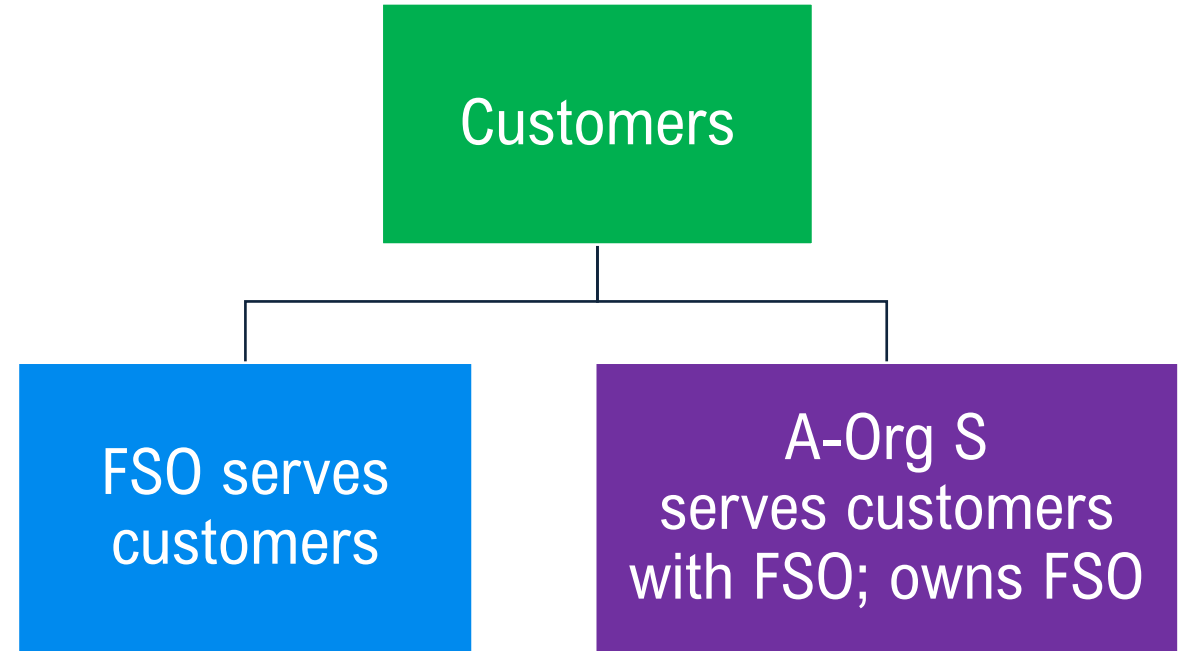 Customers
FSO serves
customers
A-Org S
serves customers
with FSO; owns FSO